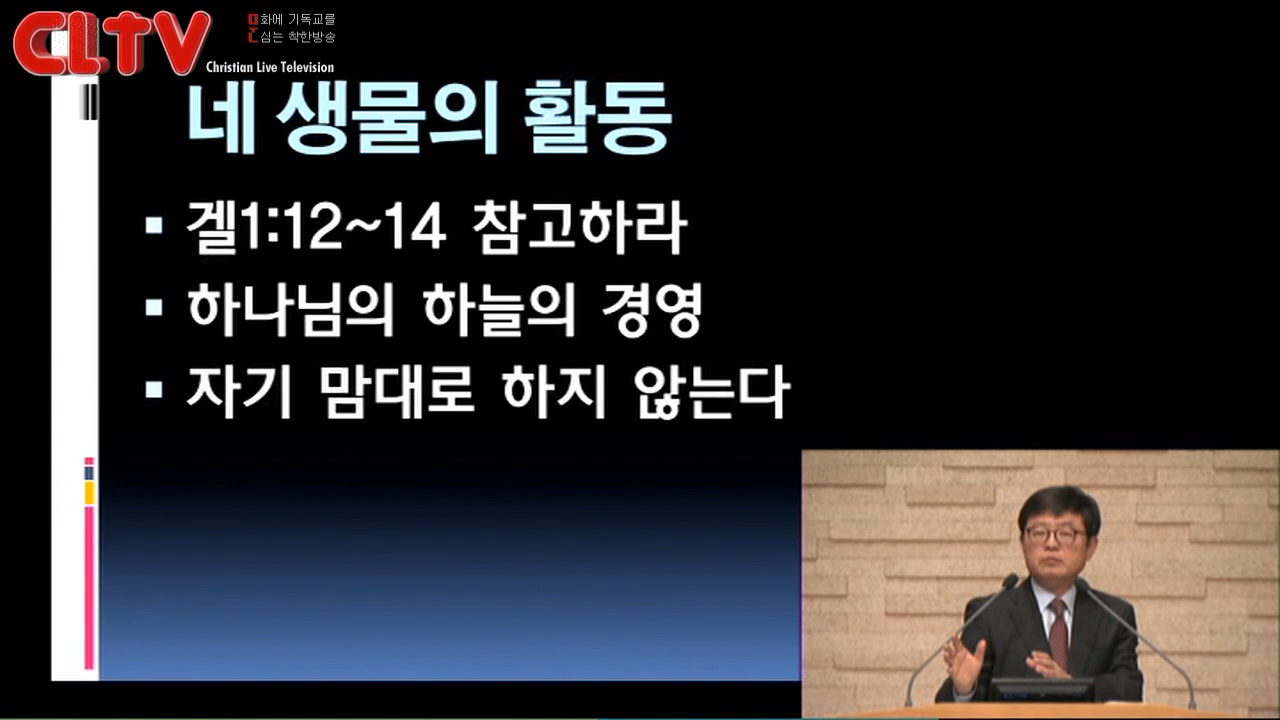 CLTV
문화에 기독교를
심는 착한방송
Christian Live Television
네 생물의 활동
▪ 겔1:12~14 참고하라
▪ 하나님의 하늘의 경영
▪ 자기 맘대로 하지 않는다